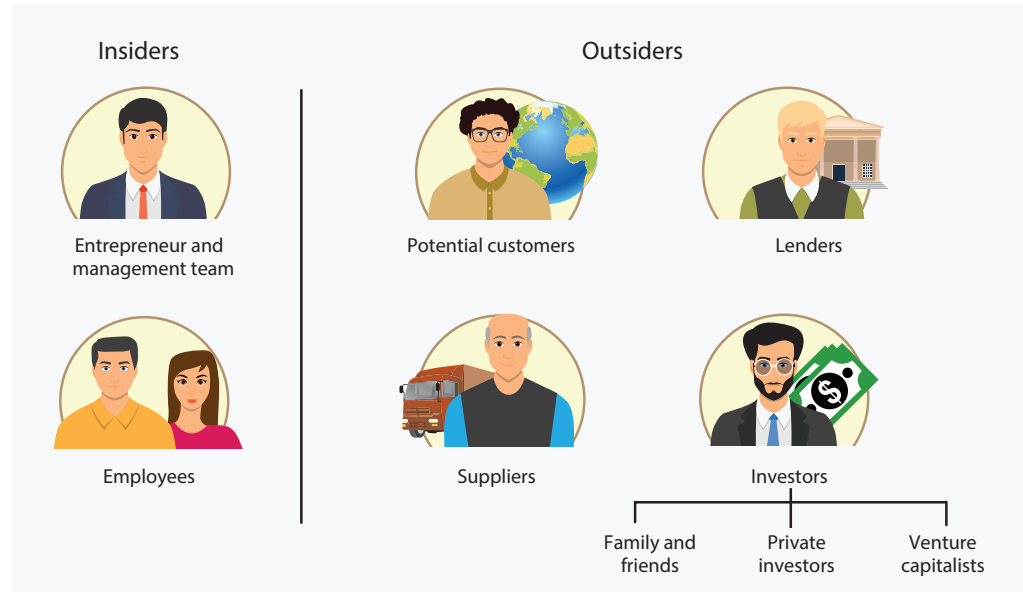 Insiders
Outsiders
Entrepreneur and
management team
Potential customers
Lenders
Employees
Suppliers
Investors
$
Family and
friends
Private
investors
Venture
capitalists